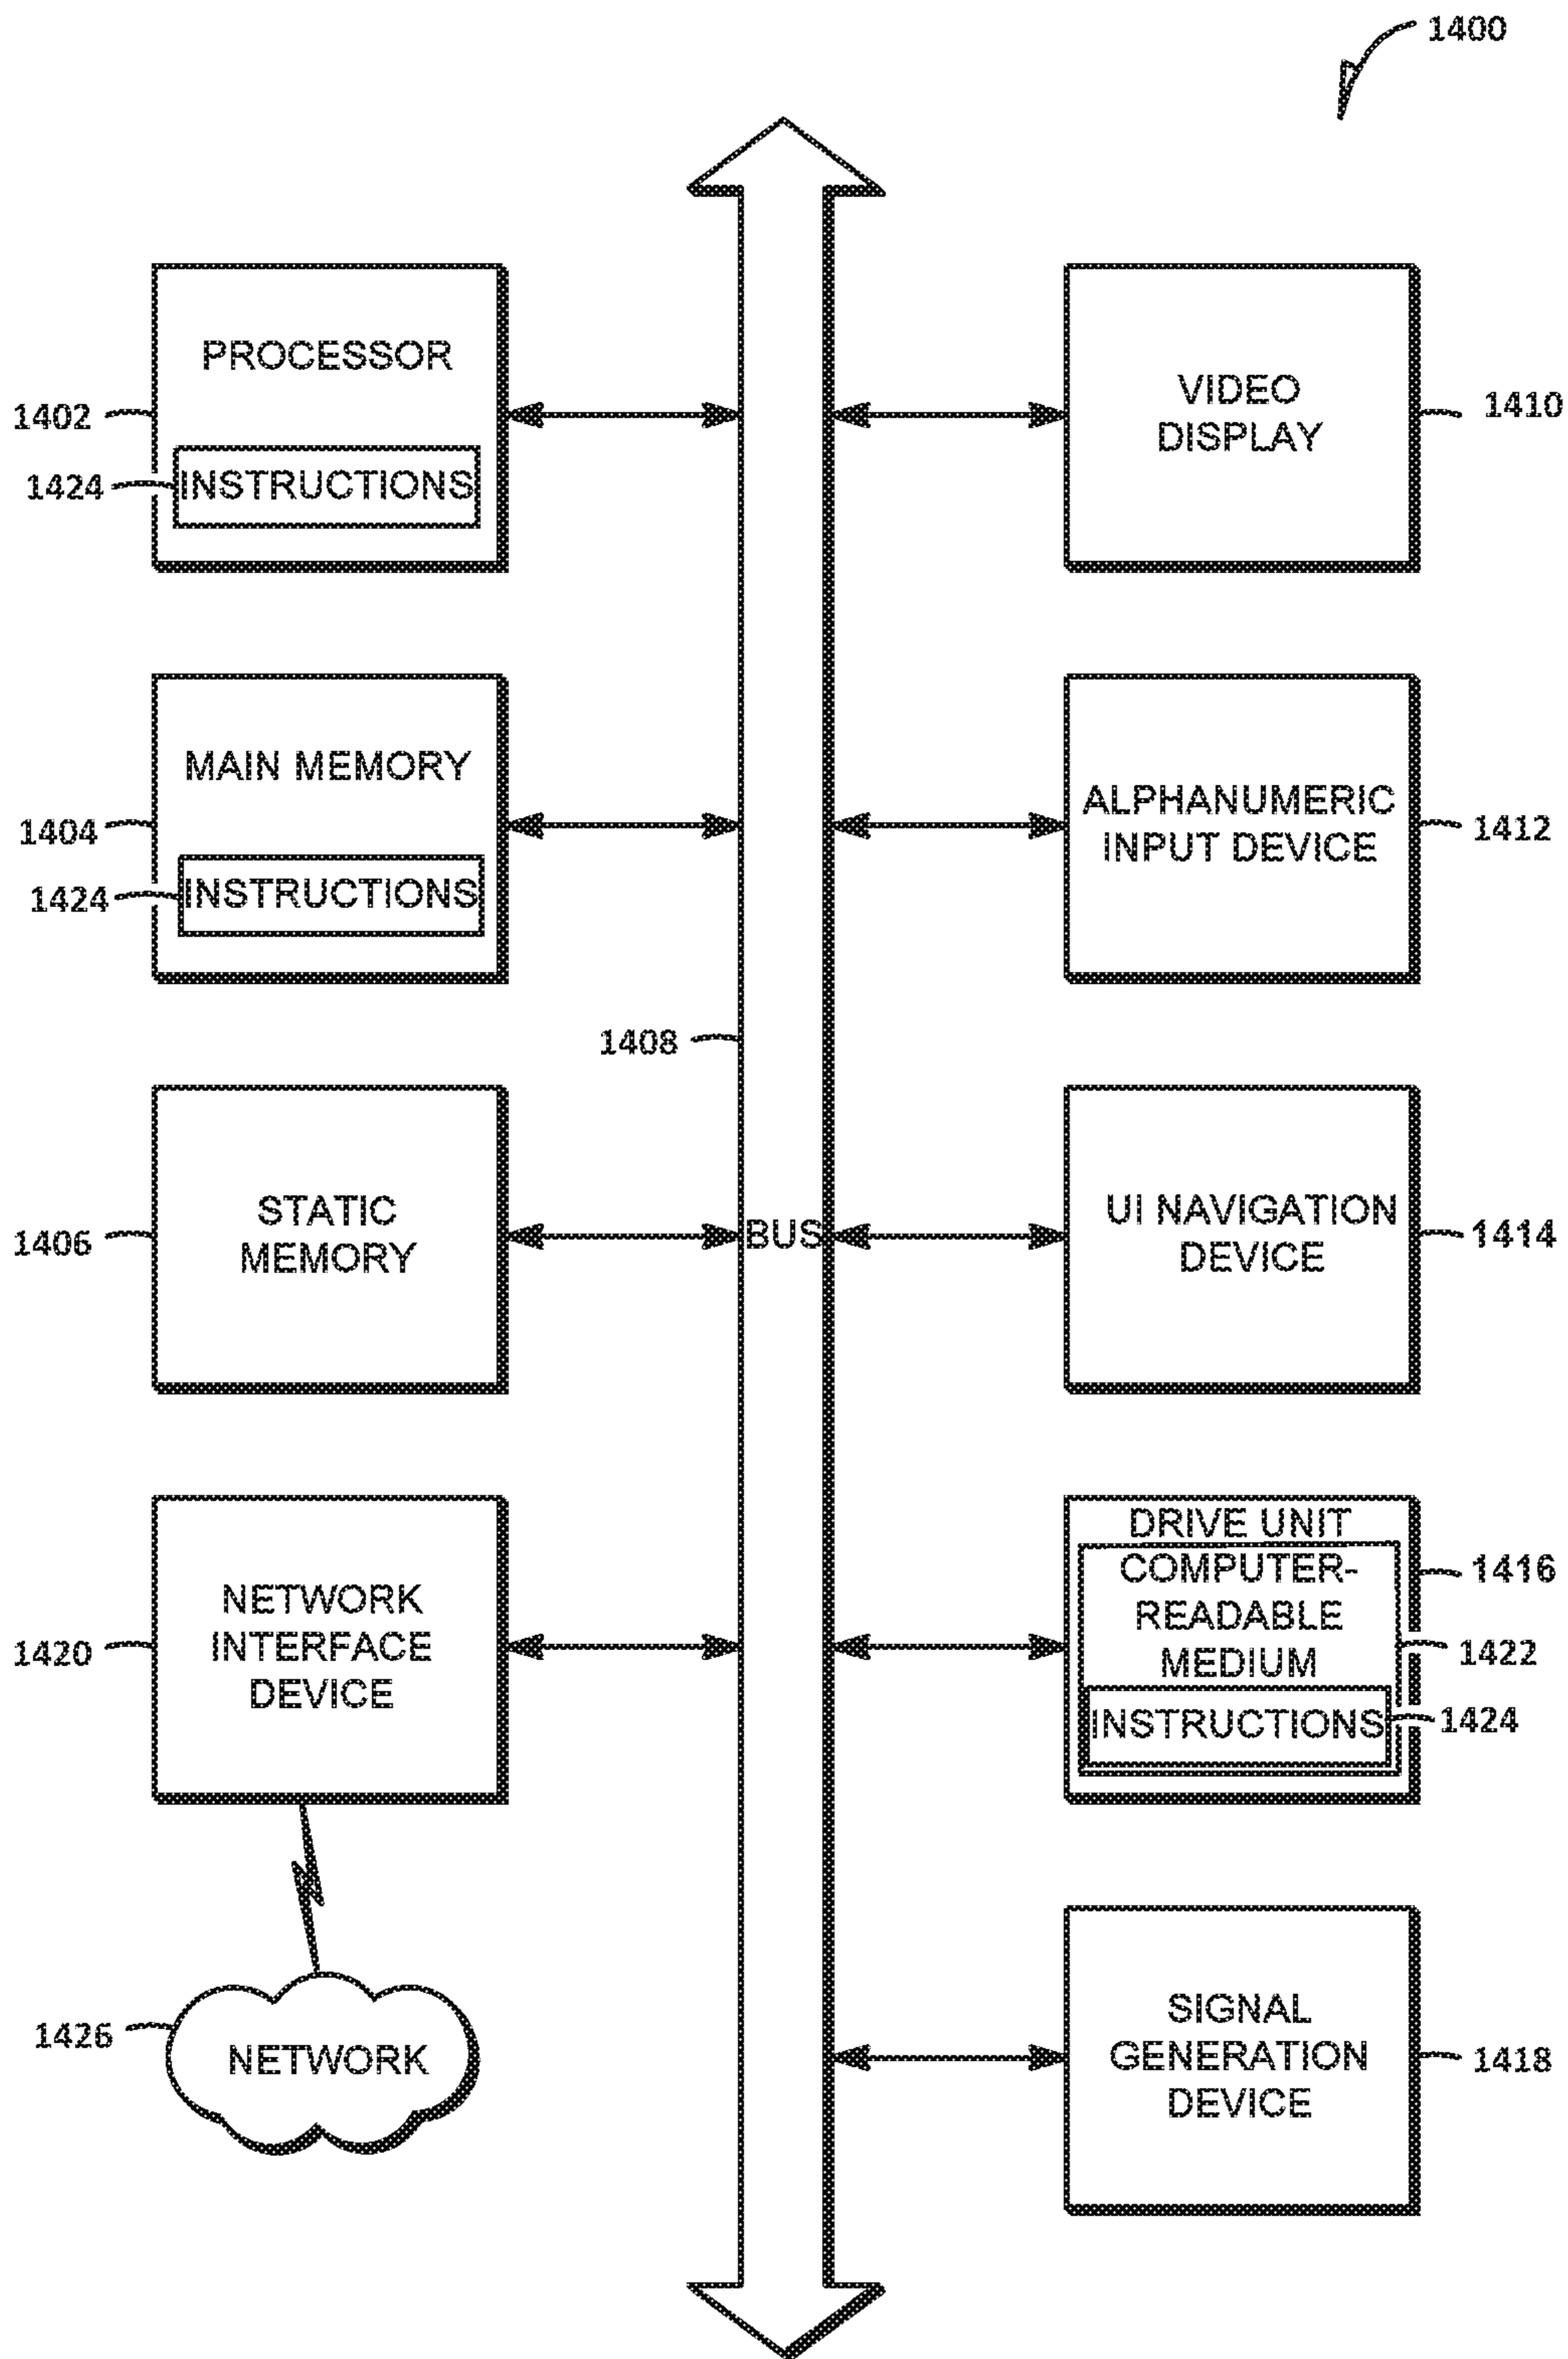 1400
PROCESSOR
1402
1424
INSTRUCTIONS
VIDEO
DISPLAY
1410
MAIN MEMORY
1404
1424
INSTRUCTIONS
ALPHANUMERIC
INPUT DEVICE
1412
1408
STATIC
MEMORY
1406
BUS
UI NAVIGATION
DEVICE
1414
NETWORK
INTERFACE
DEVICE
1420
DRIVE UNIT
COMPUTER-
READABLE
MEDIUM
INSTRUCTIONS
1416
1422
1424
1426
NETWORK
SIGNAL
GENERATION
DEVICE
1418